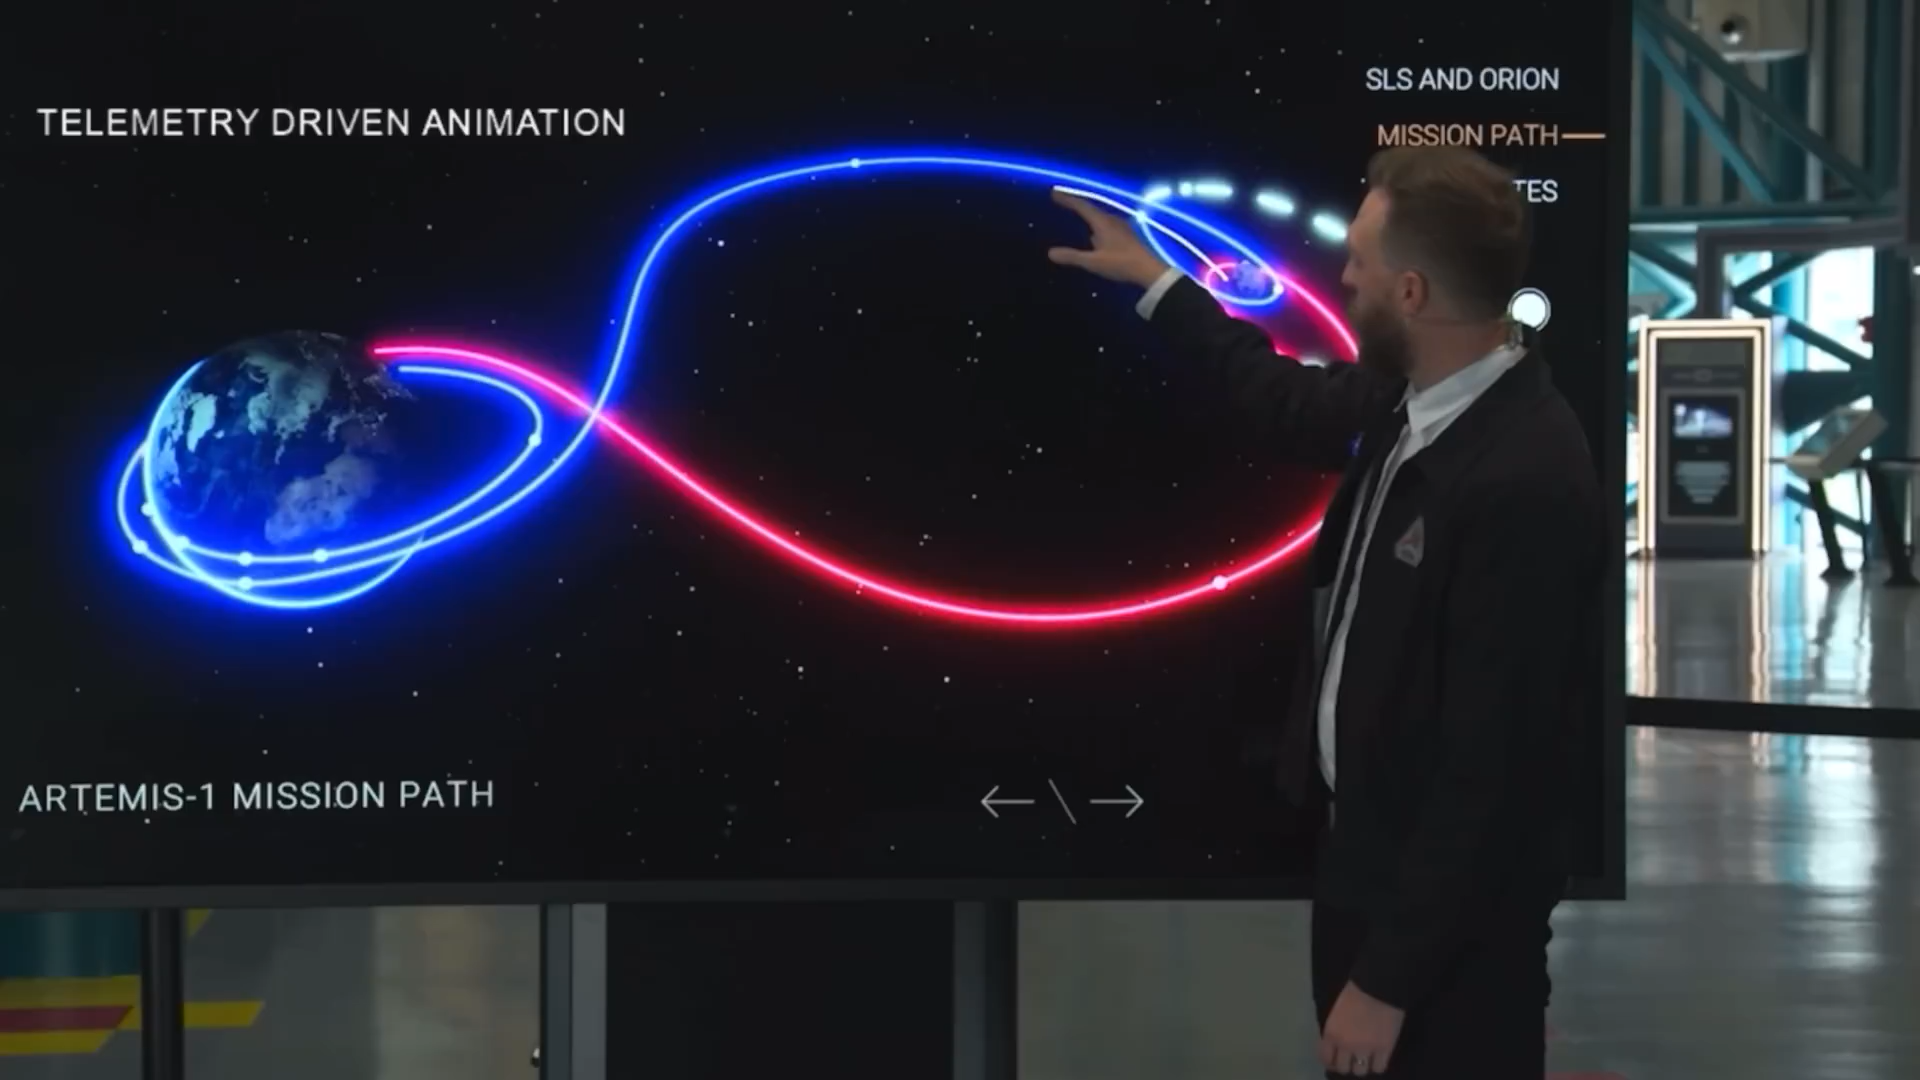 TELEMETRY DRIVEN ANIMATION
SLS AND ORION
MISSION PATH
ARTEMIS-1 MISSION PATH